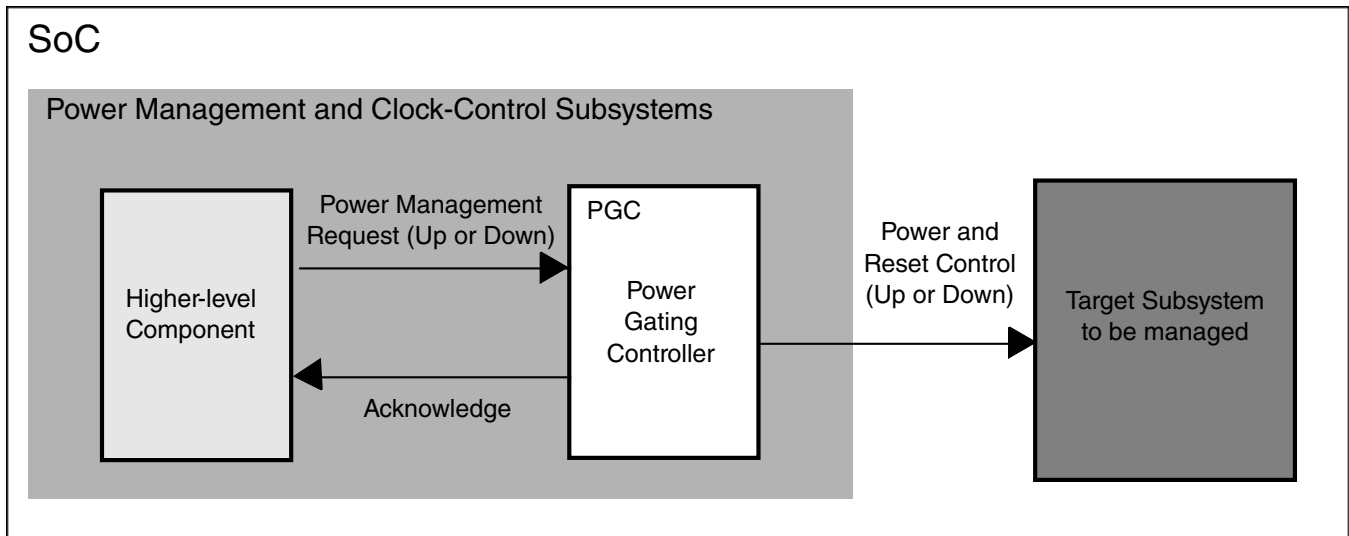 SoC
Power Management and Clock-Control Subsystems
Higher-level
Component
Power Management
Request (Up or Down)
Acknowledge
PGC
Power
Gating
Controller
Power and
Reset Control
(Up or Down)
Target Subsystem
to be managed